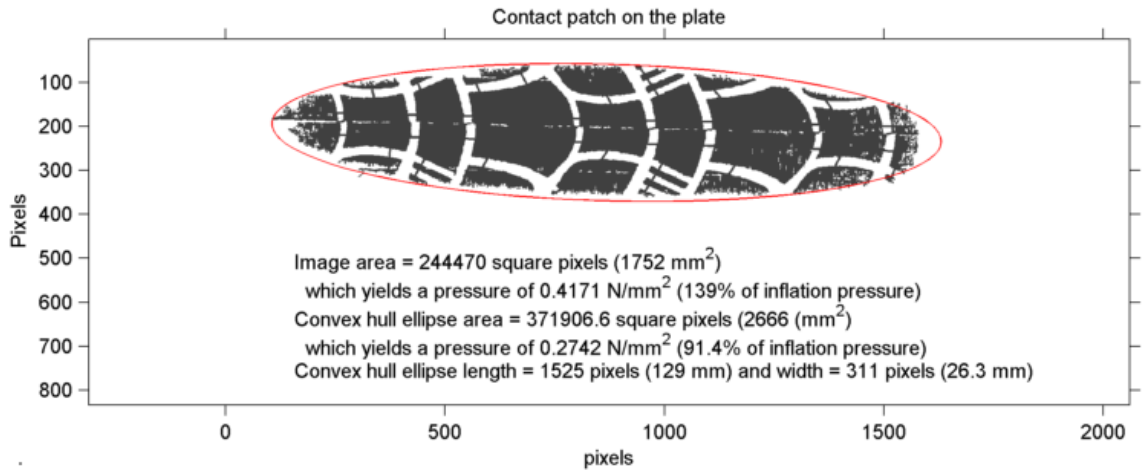 Contact patch on the plate
100
200
300
400
500
600
700
800
Pixels
Image area = 244470 square pixels (1752 mm²)
which yields a pressure of 0.4171 N/mm² (139% of inflation pressure)
Convex hull ellipse area = 371906.6 square pixels (2666 (mm²)
which yields a pressure of 0.2742 N/mm² (91.4% of inflation pressure)
Convex hull ellipse length = 1525 pixels (129 mm) and width = 311 pixels (26.3 mm)
0 500 1000 1500 2000
pixels
.